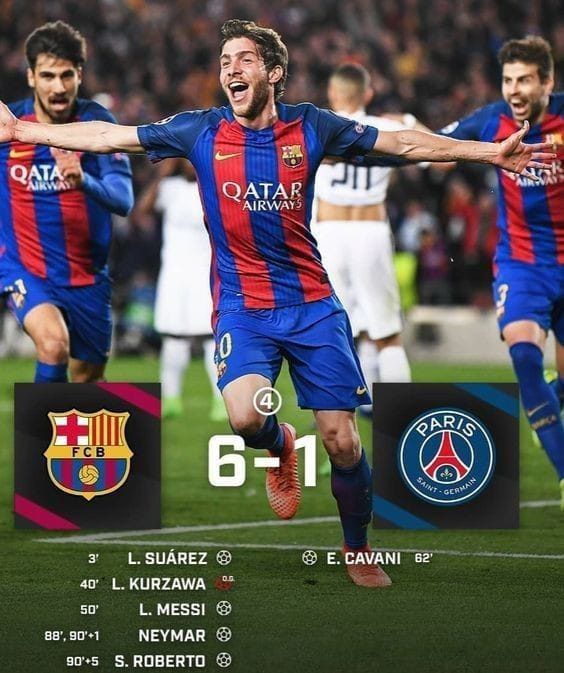 QATAR
AIRWAYS
QATAR
AIRWAYS
QATAR
AIRWAYS
FCB
PARIS
SAINT-GERMAIN
4
6-1
3' L. SUÁREZ
E. CAVANI 62'
40' L. KURZAWA O.G.
50' L. MESSI
88', 90'+1 NEYMAR
90'+5 S. ROBERTO